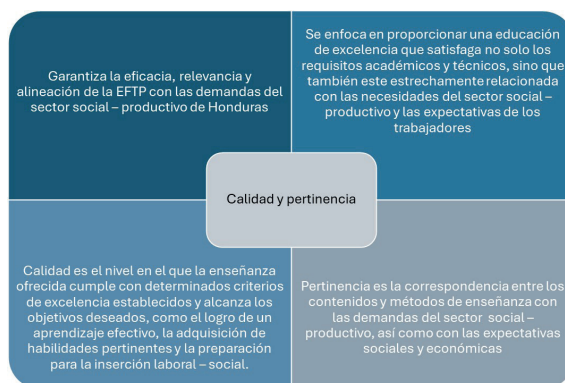 Garantiza la eficacia, relevancia y
alineación de la EFTP con las demandas del
sector social – productivo de Honduras
Se enfoca en proporcionar una educación
de excelencia que satisfaga no solo los
requisitos académicos y técnicos, sino que
también este estrechamente relacionada
con las necesidades del sector social –
productivo y las expectativas de los
trabajadores
Calidad y pertinencia
Calidad es el nivel en el que la enseñanza
ofrecida cumple con determinados criterios
de excelencia establecidos y alcanza los
objetivos deseados, como el logro de un
aprendizaje efectivo, la adquisición de
habilidades pertinentes y la preparación
para la inserción laboral – social.
Pertinencia es la correspondencia entre los
contenidos y métodos de enseñanza con
las demandas del sector social –
productivo, así como con las expectativas
sociales y económicas